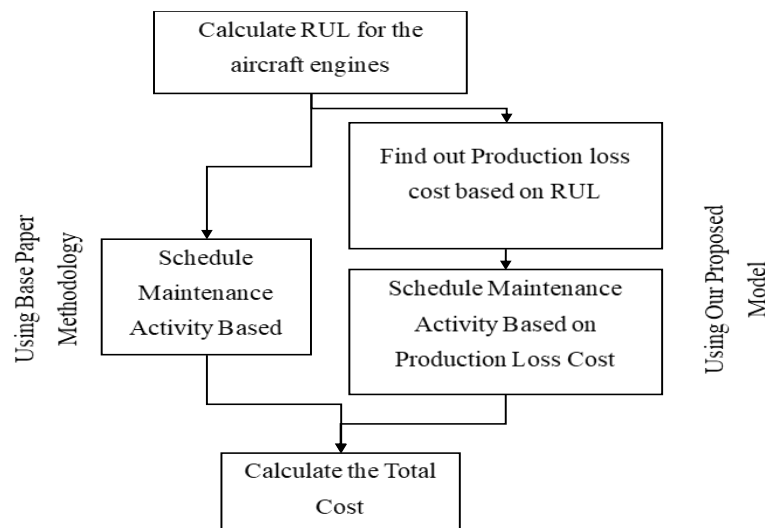 Calculate RUL for the
aircraft engines
Find out Production loss
cost based on RUL
Using Base Paper
Methodology
Schedule
Maintenance
Activity Based
Schedule Maintenance
Activity Based on
Production Loss Cost
Using Our Proposed
Model
Calculate the Total
Cost